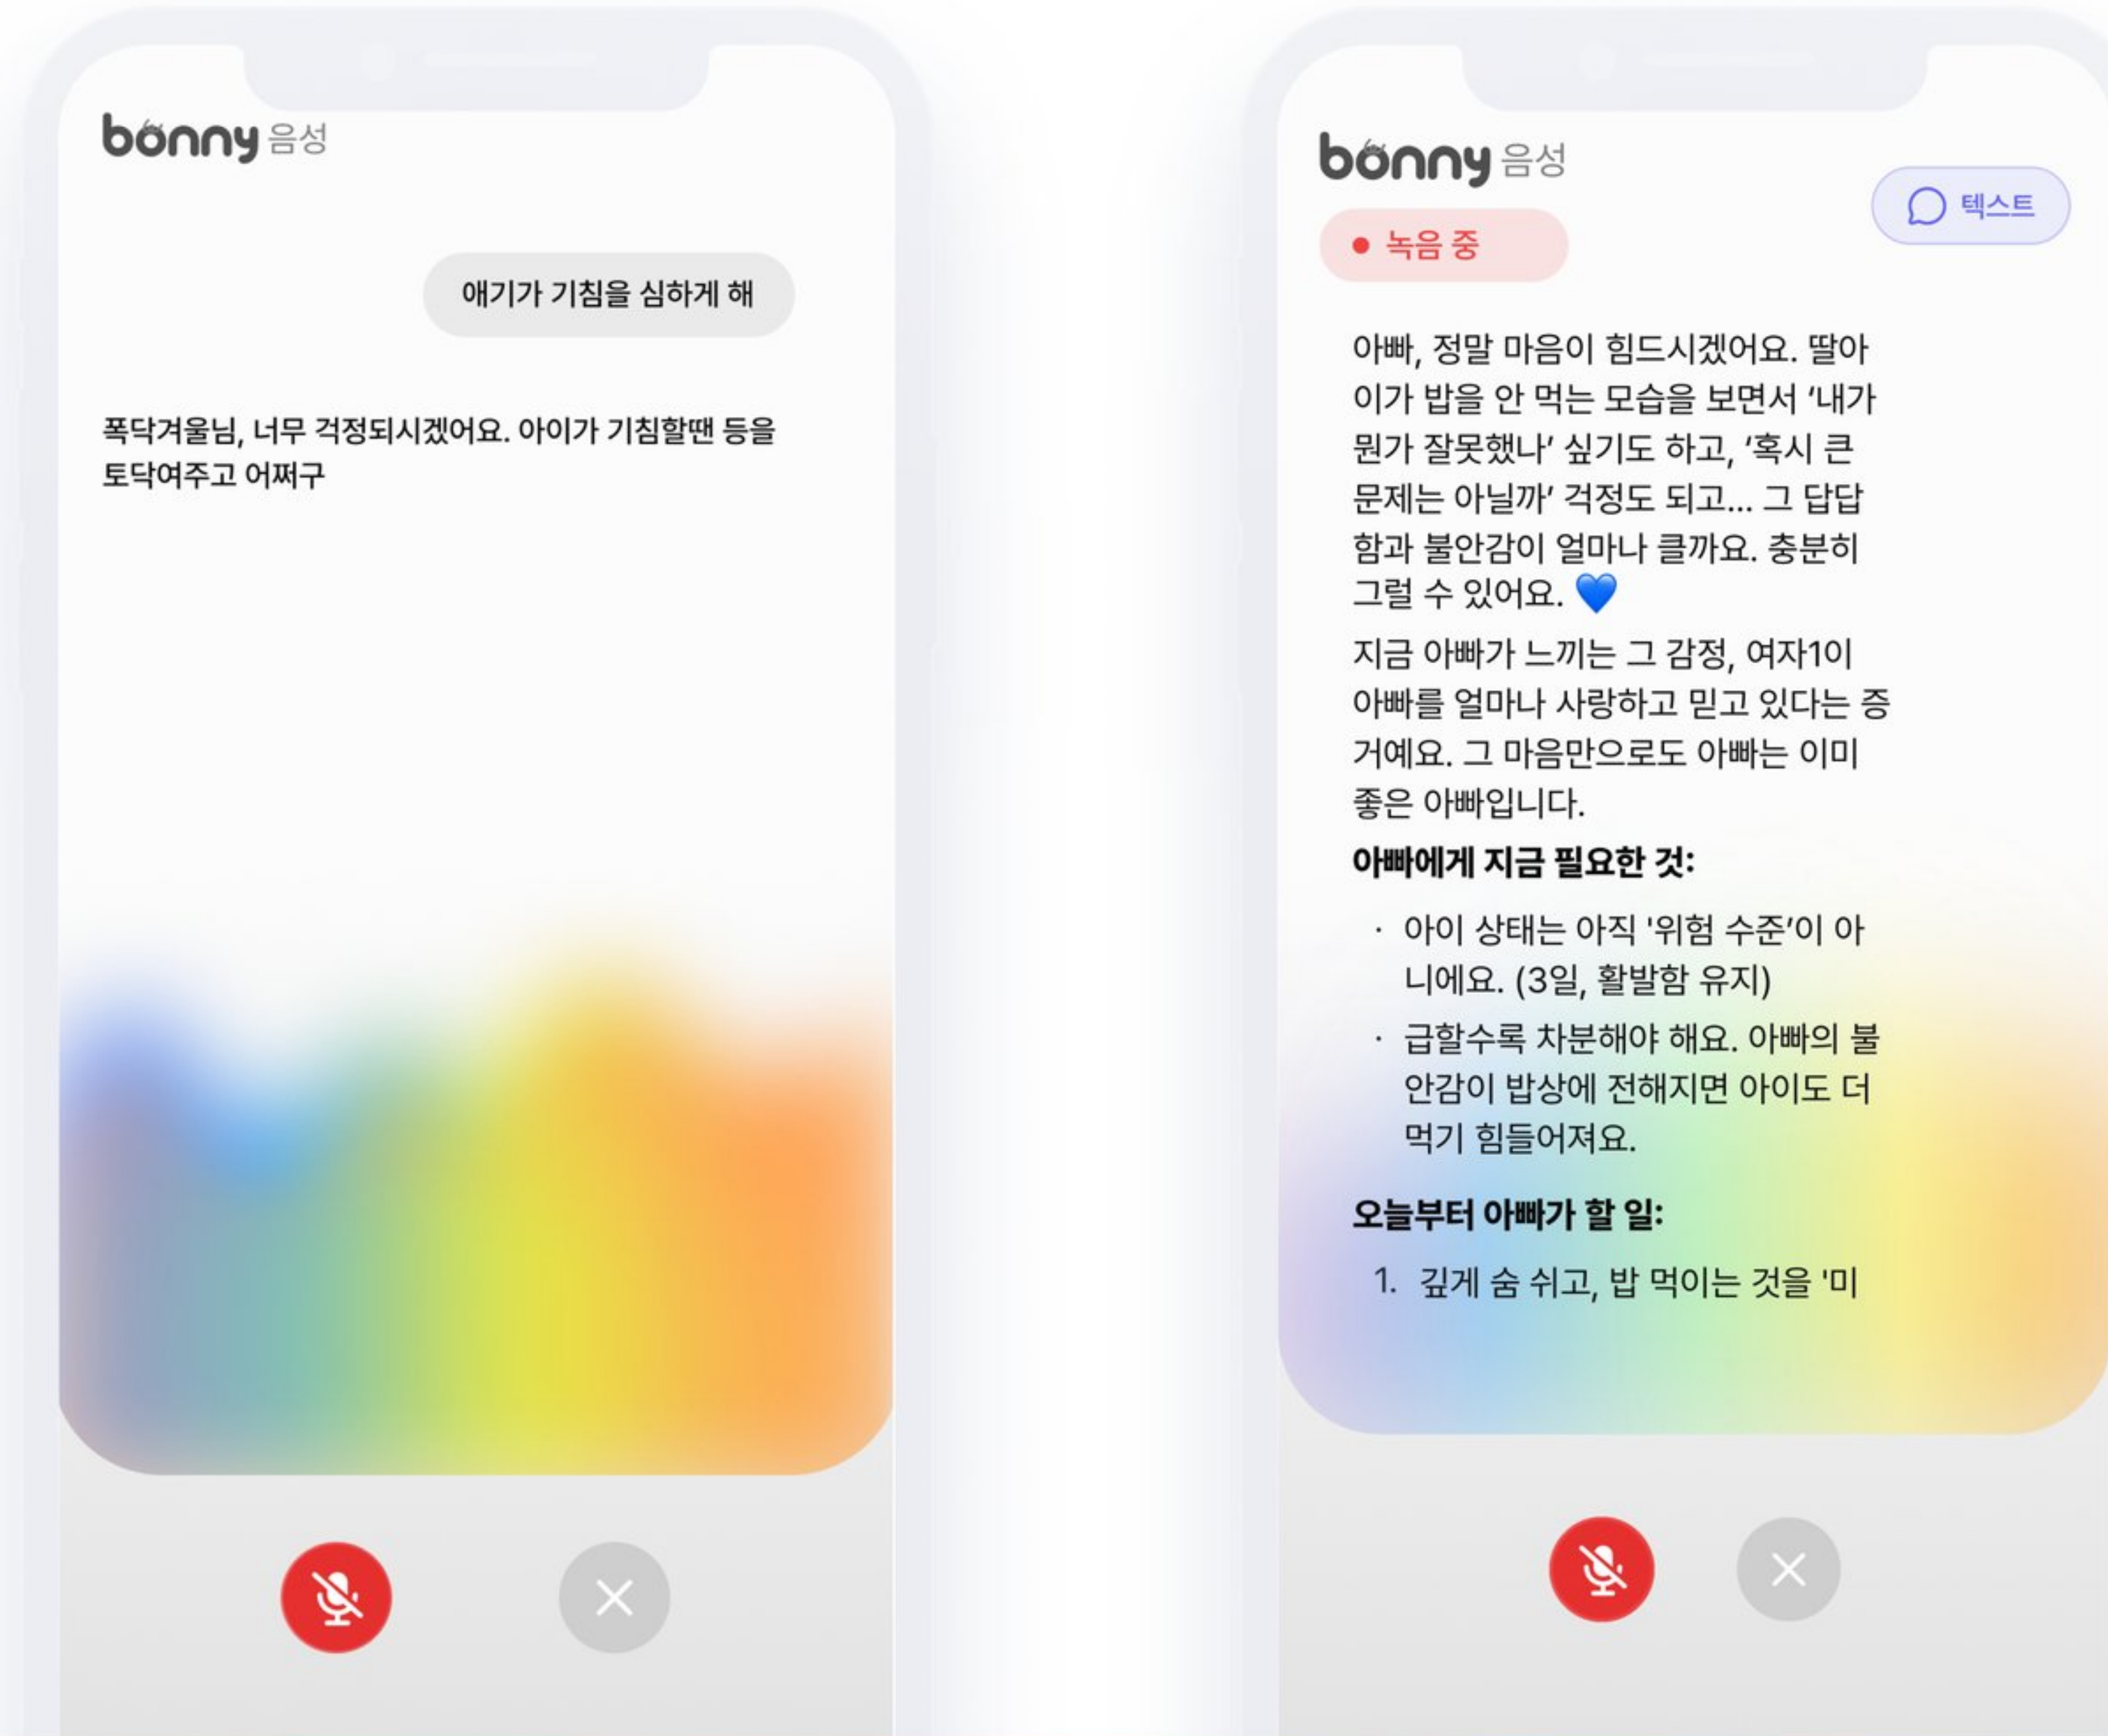 bonny 음성
애기가 기침을 심하게 해
폭닥겨울님, 너무 걱정되시겠어요. 아이가 기침할땐 등을
토닥여주고 어쩌구
bonny 음성
텍스트
녹음 중
아빠, 정말 마음이 힘드시겠어요. 딸아
이가 밥을 안 먹는 모습을 보면서 ‘내가
뭔가 잘못했나’ 싶기도 하고, ‘혹시 큰
문제는 아닐까’ 걱정도 되고... 그 답답
함과 불안감이 얼마나 클까요. 충분히
그럴 수 있어요. 💙
지금 아빠가 느끼는 그 감정, 여자1이
아빠를 얼마나 사랑하고 믿고 있다는 증
거예요. 그 마음만으로도 아빠는 이미
좋은 아빠입니다.
아빠에게 지금 필요한 것:
· 아이 상태는 아직 '위험 수준’이 아
니에요. (3일, 활발함 유지)
· 급할수록 차분해야 해요. 아빠의 불
안감이 밥상에 전해지면 아이도 더
먹기 힘들어져요.
오늘부터 아빠가 할 일:
1. 깊게 숨 쉬고, 밥 먹이는 것을 '미